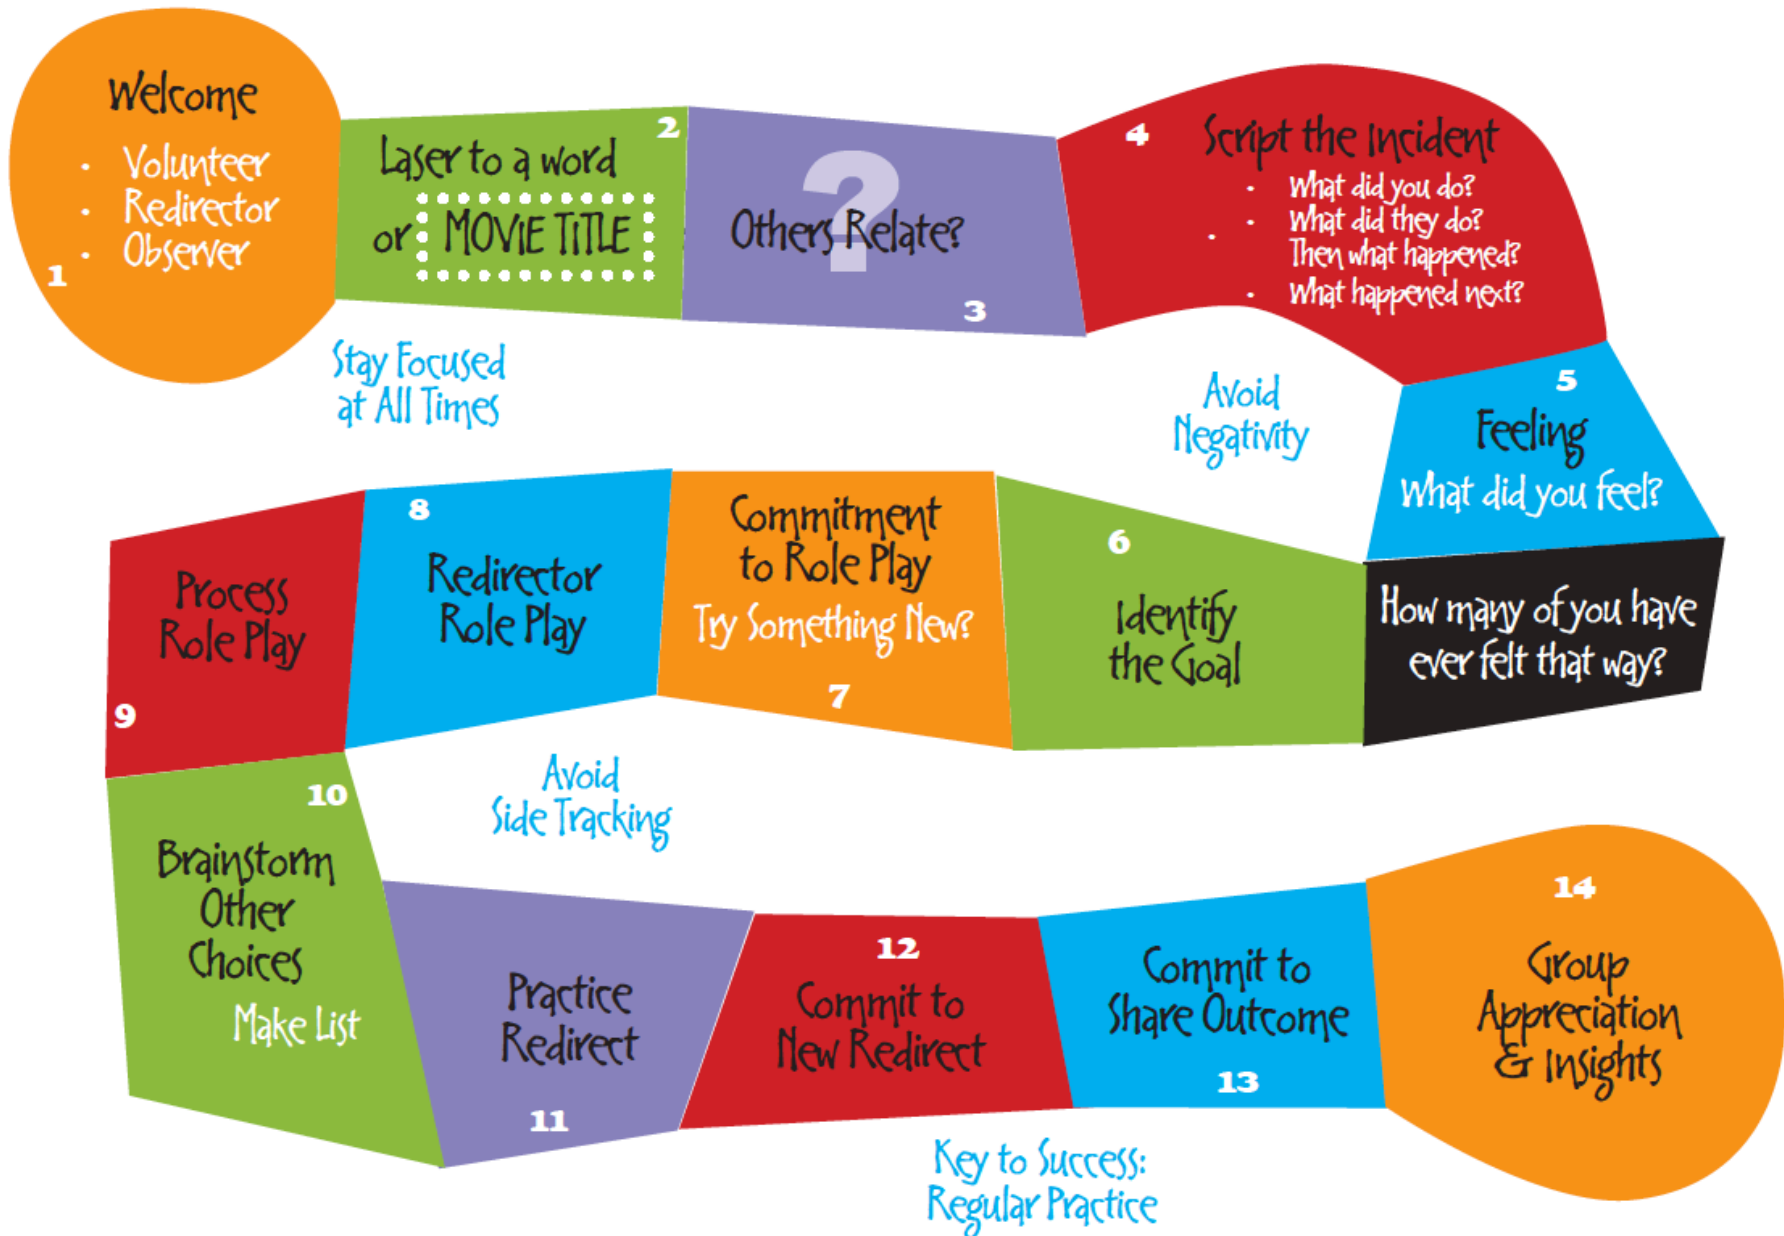 Welcome
• Volunteer
• Redirector
• Observer
1
2
Laser to a word
or MOVIE TITLE
?
Others Relate?
3
4
Script the Incident
• What did you do?
• What did they do?
• Then what happened?
• What happened next?
Stay Focused
at All Times
Avoid
Negativity
5
Feeling
What did you feel?
How many of you have
ever felt that way?
6
Identify
the Goal
Commitment
to Role Play
Try Something New?
7
8
Redirector
Role Play
Process
Role Play
9
Avoid
Side Tracking
10
Brainstorm
Other
Choices
Make List
Practice
Redirect
11
12
Commit to
New Redirect
Commit to
Share Outcome
13
14
Group
Appreciation
& Insights
Key to Success:
Regular Practice